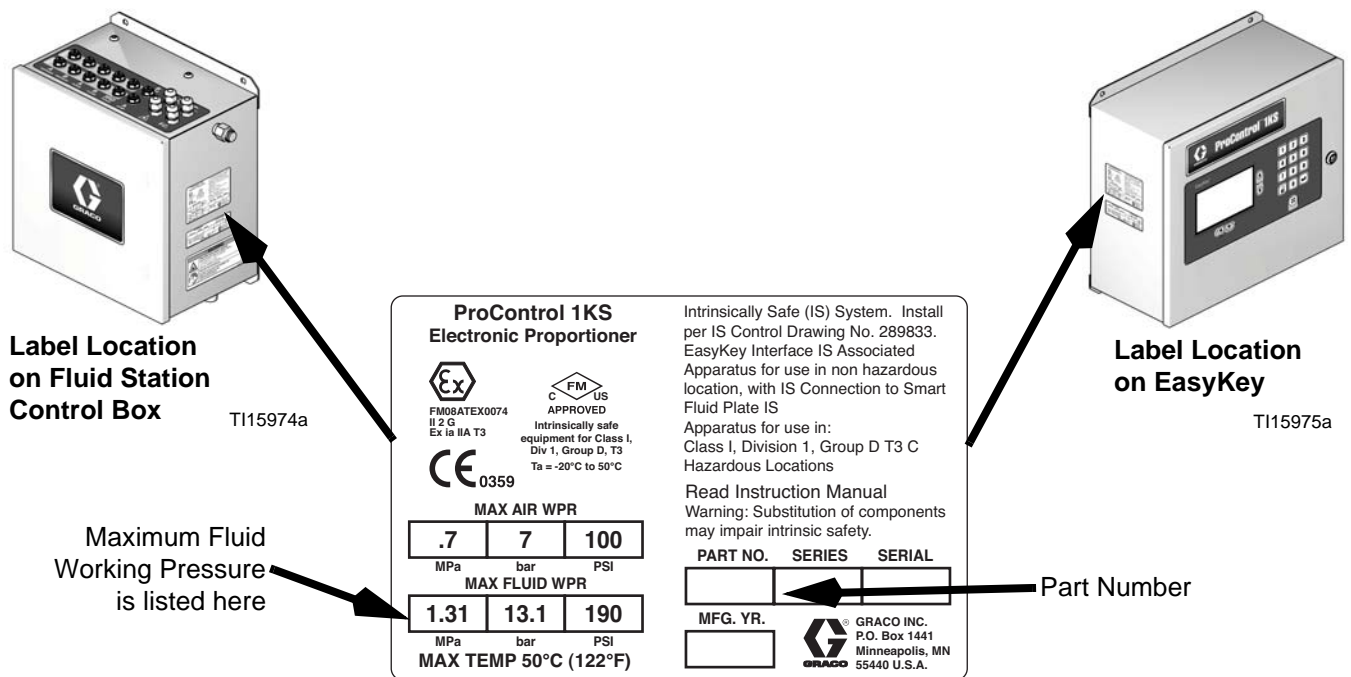 GRACO
ProControl 1KS
Label Location
on Fluid Station
Control Box
TI15974a
Label Location
on EasyKey
TI15975a
Maximum Fluid
Working Pressure
is listed here
Part Number
ProControl 1KS
Electronic Proportioner
Ex
FM08ATEX0074
II 2 G
Ex ia IIA T3
CE 0359
C FM US
APPROVED
Intrinsically safe
equipment for Class I,
Div 1, Group D, T3
Ta = -20°C to 50°C
MAX AIR WPR
.7 7 100
MPa bar PSI
MAX FLUID WPR
1.31 13.1 190
MPa bar PSI
MAX TEMP 50°C (122°F)
Intrinsically Safe (IS) System. Install
per IS Control Drawing No. 289833.
EasyKey Interface IS Associated
Apparatus for use in non hazardous
location, with IS Connection to Smart
Fluid Plate IS
Apparatus for use in:
Class I, Division 1, Group D T3 C
Hazardous Locations
Read Instruction Manual
Warning: Substitution of components
may impair intrinsic safety.
PART NO. SERIES SERIAL
MFG. YR.
GRACO
®
GRACO INC.
P.O. Box 1441
Minneapolis, MN
55440 U.S.A.